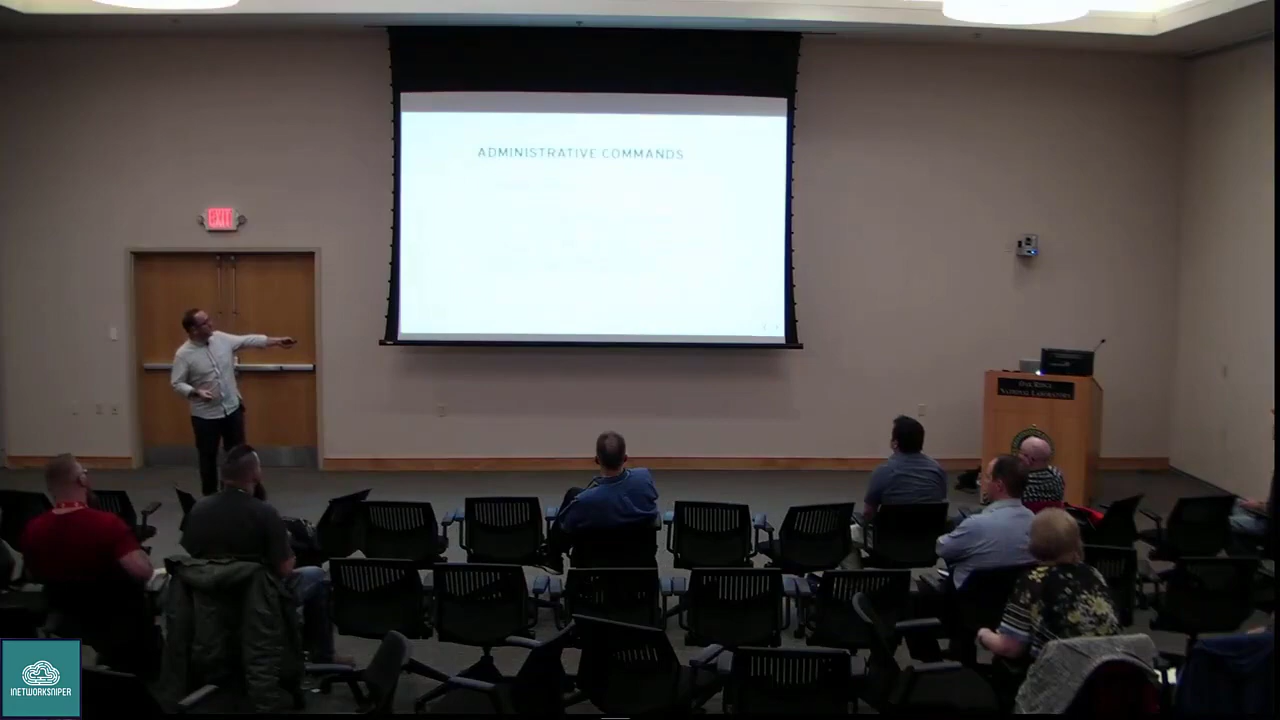 ADMINISTRATIVE COMMANDS
EXIT
OAK RIDGE
NATIONAL LABORATORY
INETWORKSNIPER